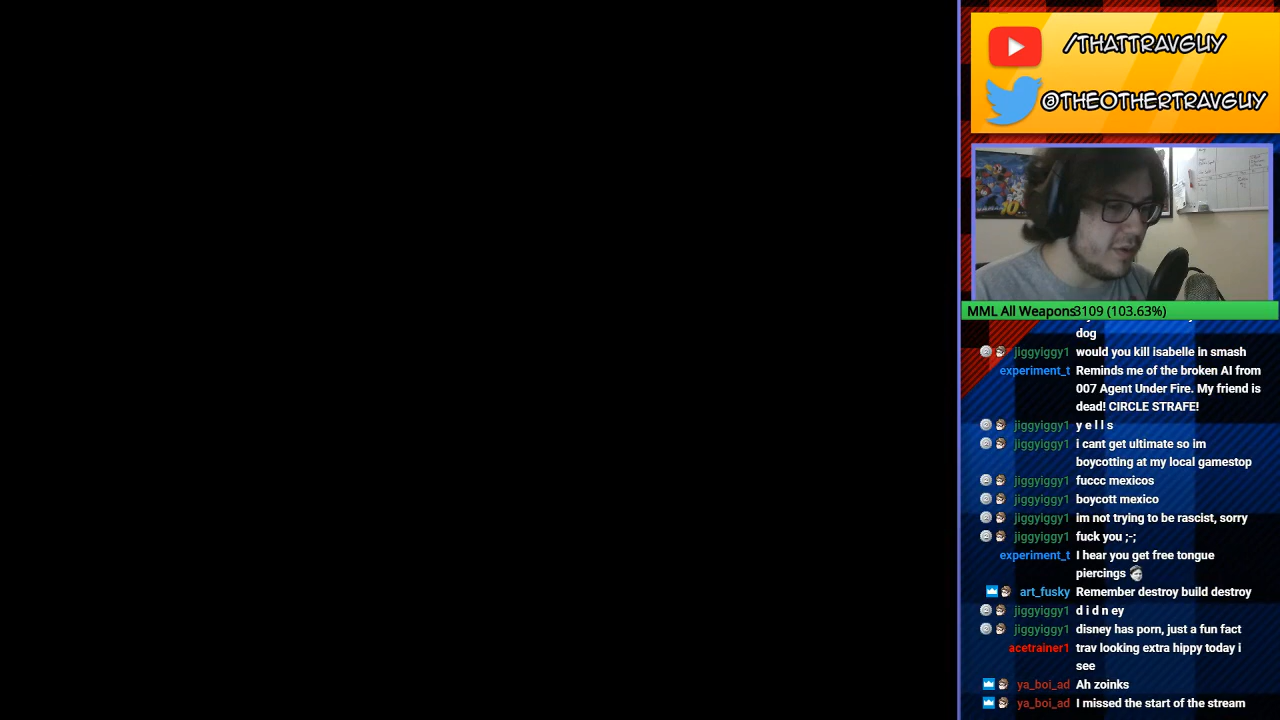 /THATTRAVGUY
@THEOTHERTRAVGUY
MML All Weapons3109 (103.63%)
dog
jiggyiggy1 would you kill isabelle in smash
experiment_t Reminds me of the broken AI from
007 Agent Under Fire. My friend is
dead! CIRCLE STRAFE!
jiggyiggy1 y e l l s
jiggyiggy1 i cant get ultimate so im
boycotting at my local gamestop
jiggyiggy1 fuccc mexicos
jiggyiggy1 boycott mexico
jiggyiggy1 im not trying to be rascist, sorry
jiggyiggy1 fuck you ;-;
experiment_t I hear you get free tongue
piercings
art_fusky Remember destroy build destroy
jiggyiggy1 d i d n ey
jiggyiggy1 disney has porn, just a fun fact
acetrainer1 trav looking extra hippy today i
see
ya_boi_ad Ah zoinks
ya_boi_ad I missed the start of the stream